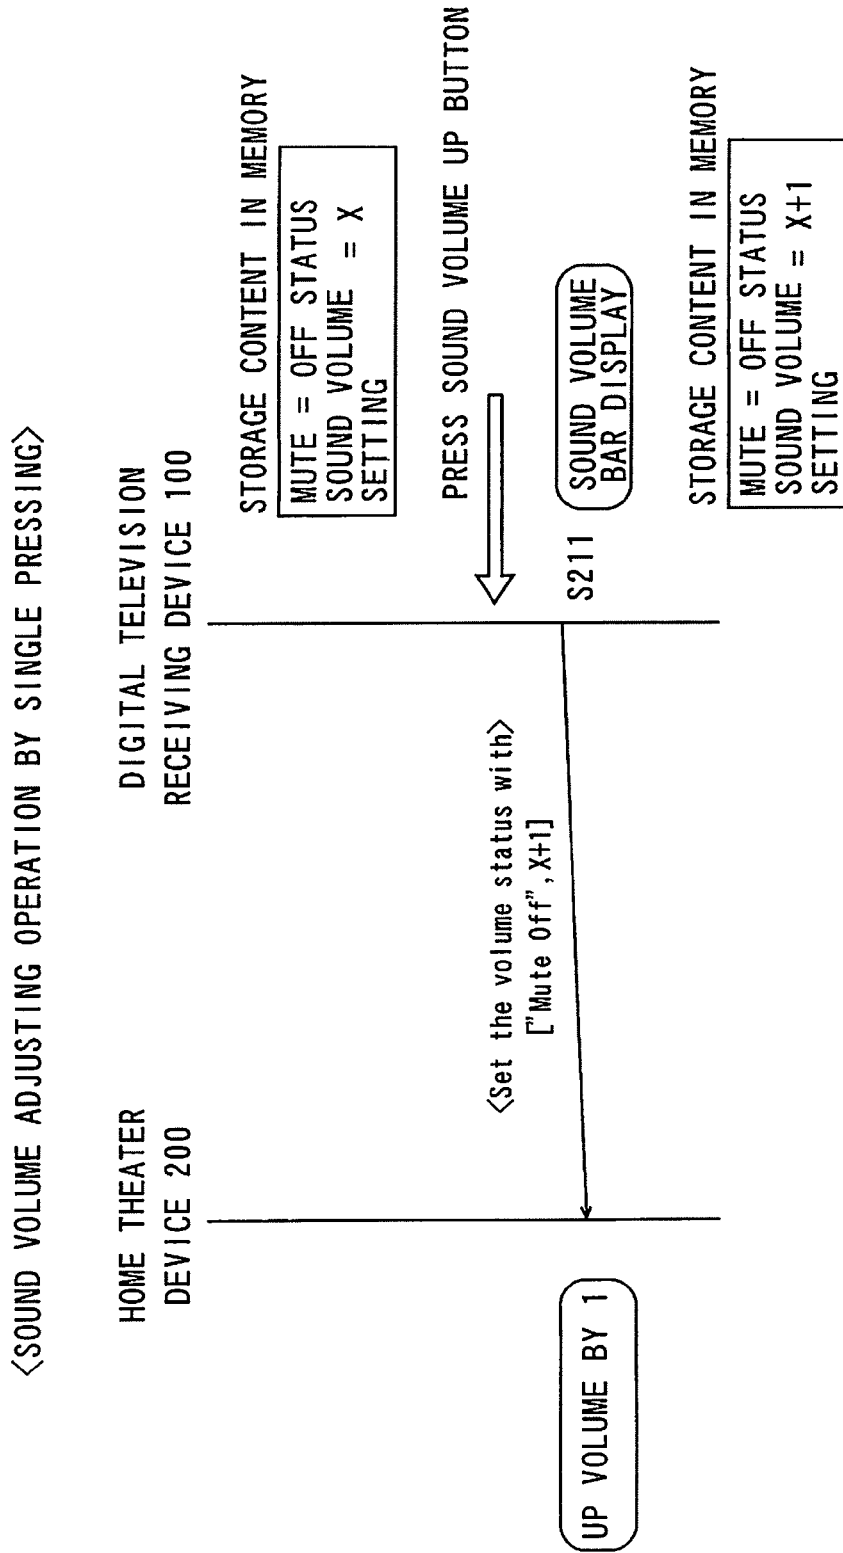 <SOUND VOLUME ADJUSTING OPERATION BY SINGLE PRESSING>
HOME THEATER
DEVICE 200
DIGITAL TELEVISION
RECEIVING DEVICE 100
STORAGE CONTENT IN MEMORY
MUTE = OFF STATUS
SOUND VOLUME = X
SETTING
PRESS SOUND VOLUME UP BUTTON
<Set the volume status with>
["Mute Off", X+1]
S211
SOUND VOLUME
BAR DISPLAY
UP VOLUME BY 1
STORAGE CONTENT IN MEMORY
MUTE = OFF STATUS
SOUND VOLUME = X+1
SETTING